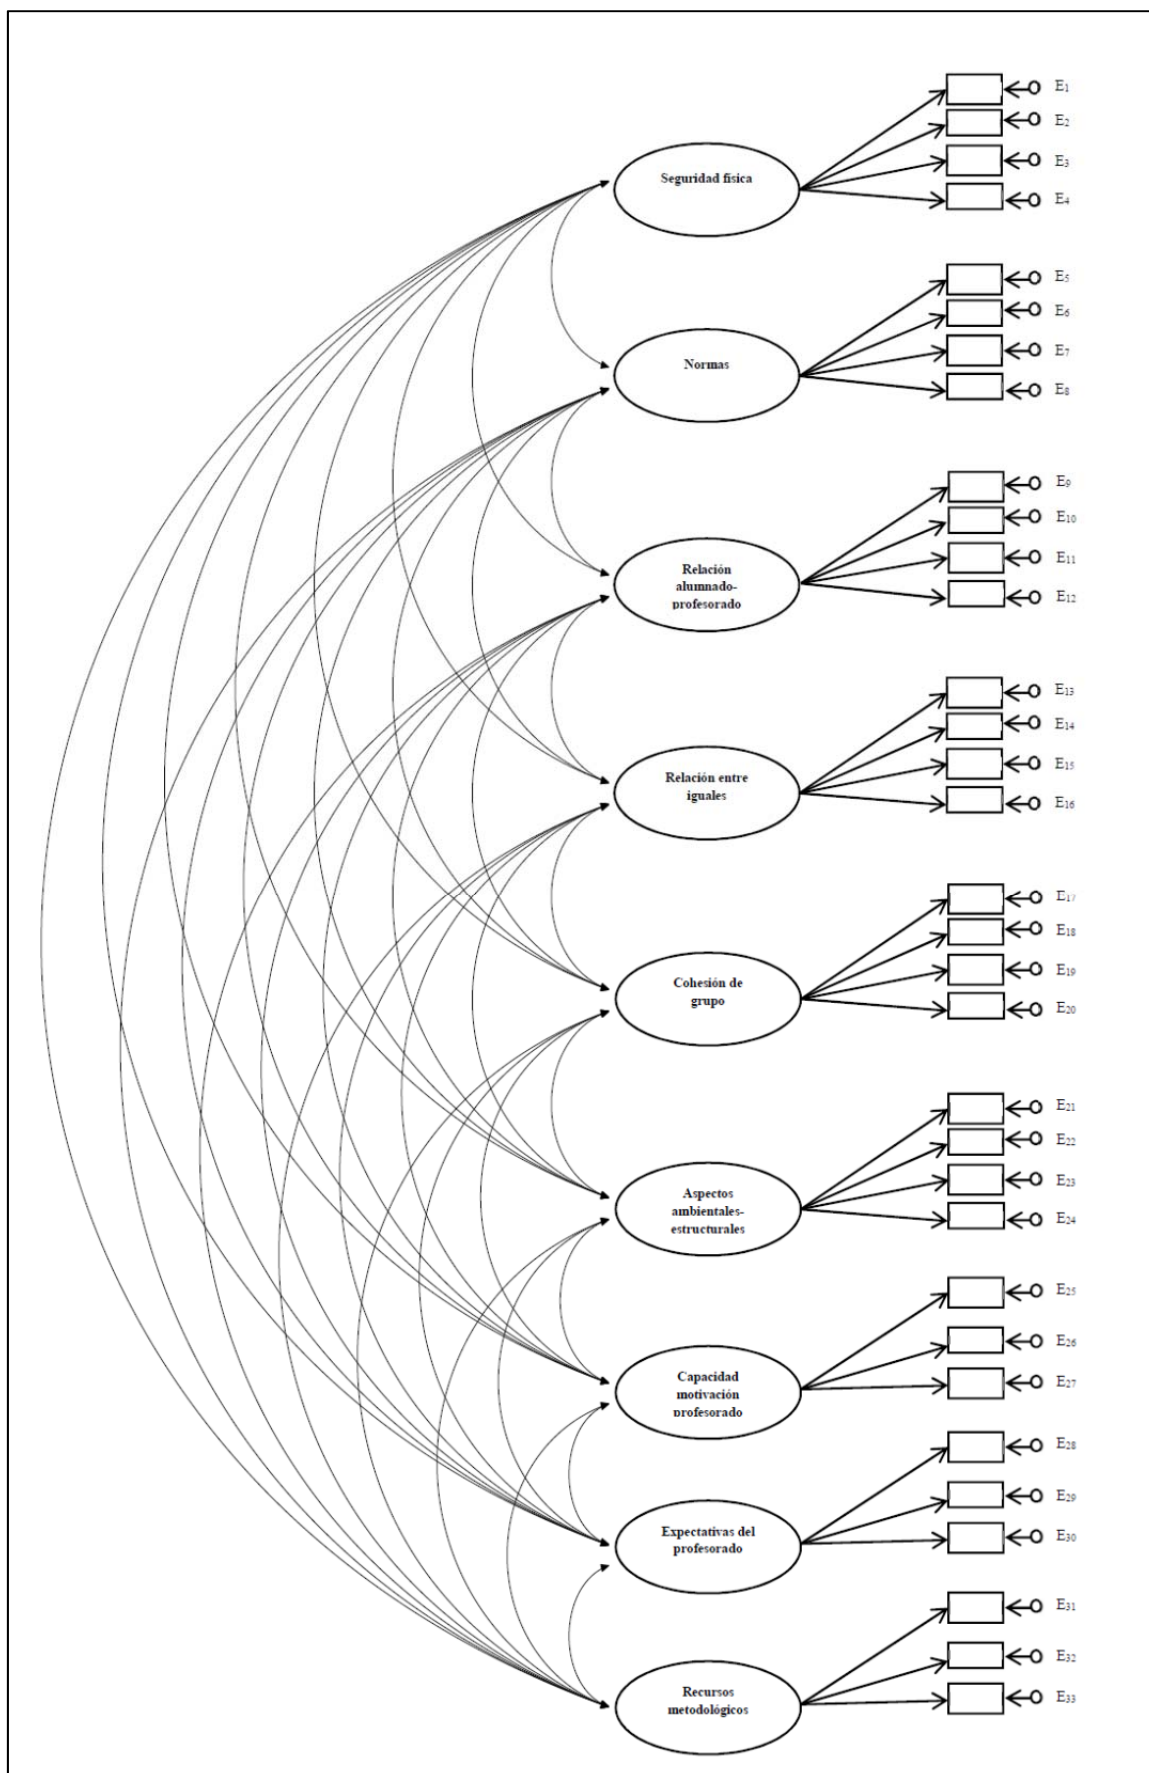 E1
E2
Seguridad física
E3
E4
E5
E6
Normas
E7
E8
E9
E10
Relación
alumnado-
profesorado
E11
E12
E13
E14
Relación entre
iguales
E15
E16
E17
E18
Cohesión de
grupo
E19
E20
E21
E22
Aspectos
ambientales-
estructurales
E23
E24
E25
E26
Capacidad
motivación
profesorado
E27
E28
E29
Expectativas del
profesorado
E30
E31
E32
Recursos
metodológicos
E33